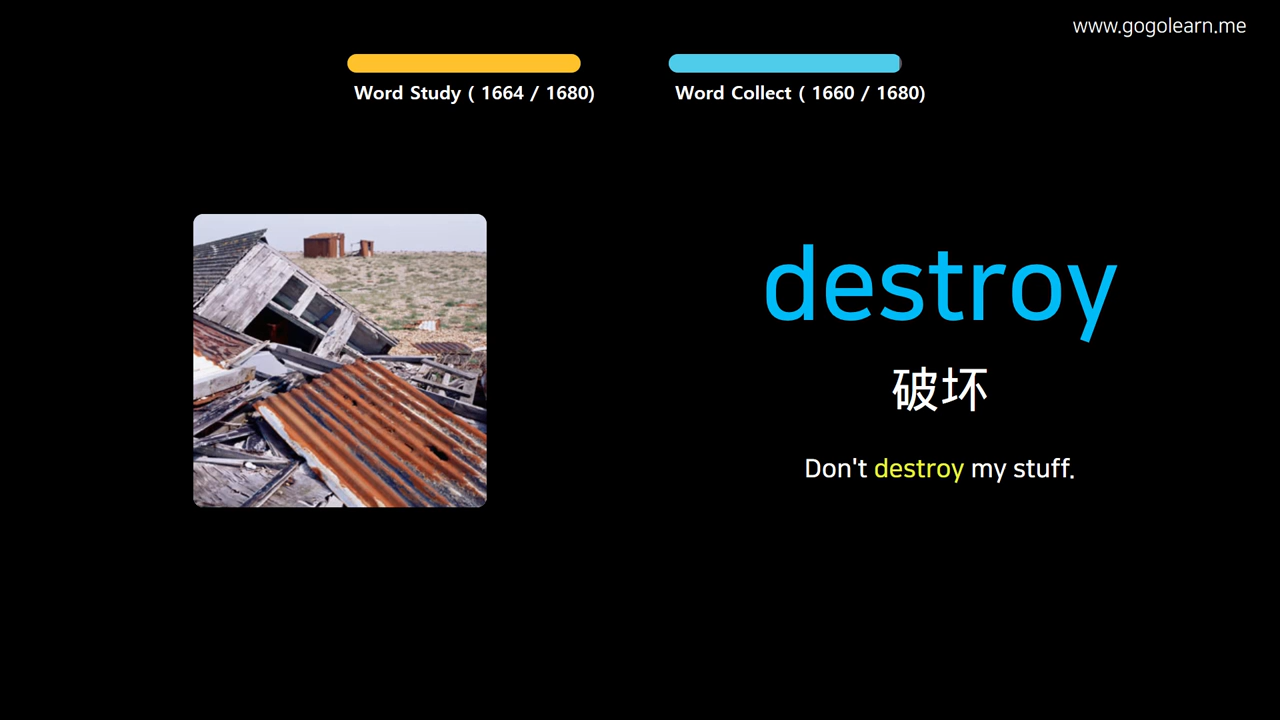 www.gogolearn.me
Word Study ( 1664 / 1680)
Word Collect ( 1660 / 1680)
destroy
破坏
Don't destroy my stuff.